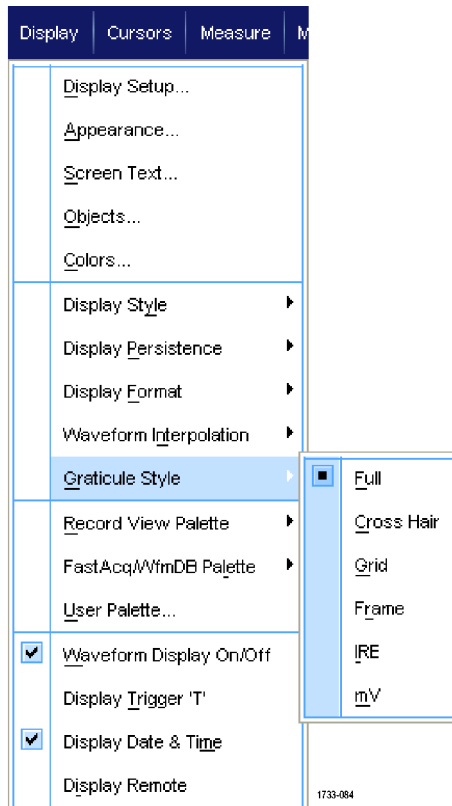 Display Cursors Measure M
Display Setup...
Appearance...
Screen Text...
Objects...
Colors...
Display Style
Display Persistence
Display Format
Waveform Interpolation
Graticule Style
Full
Cross Hair
Grid
Frame
IRE
mV
Record View Palette
FastAcq/WfmDB Palette
User Palette...
Waveform Display On/Off
Display Trigger 'T'
Display Date & Time
Display Remote
1733-084